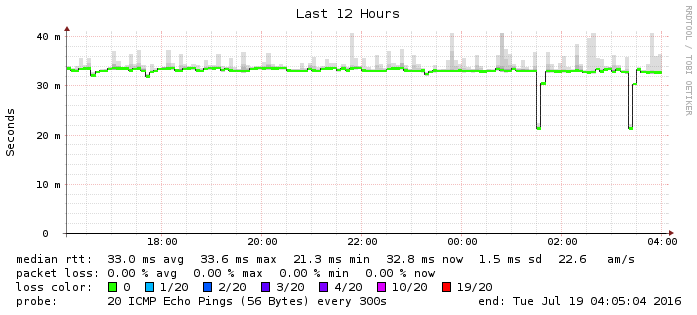 Last 12 Hours
RRDTOOL / TOBI OETIKER
Seconds
40 m
30 m
20 m
10 m
0
18:00 20:00 22:00 00:00 02:00 04:00
median rtt: 33.0 ms avg 33.6 ms max 21.3 ms min 32.8 ms now 1.5 ms sd 22.6 am/s
packet loss: 0.00 % avg 0.00 % max 0.00 % min 0.00 % now
loss color: 0 1/20 2/20 3/20 4/20 10/20 19/20
probe: 20 ICMP Echo Pings (56 Bytes) every 300s end: Tue Jul 19 04:05:04 2016